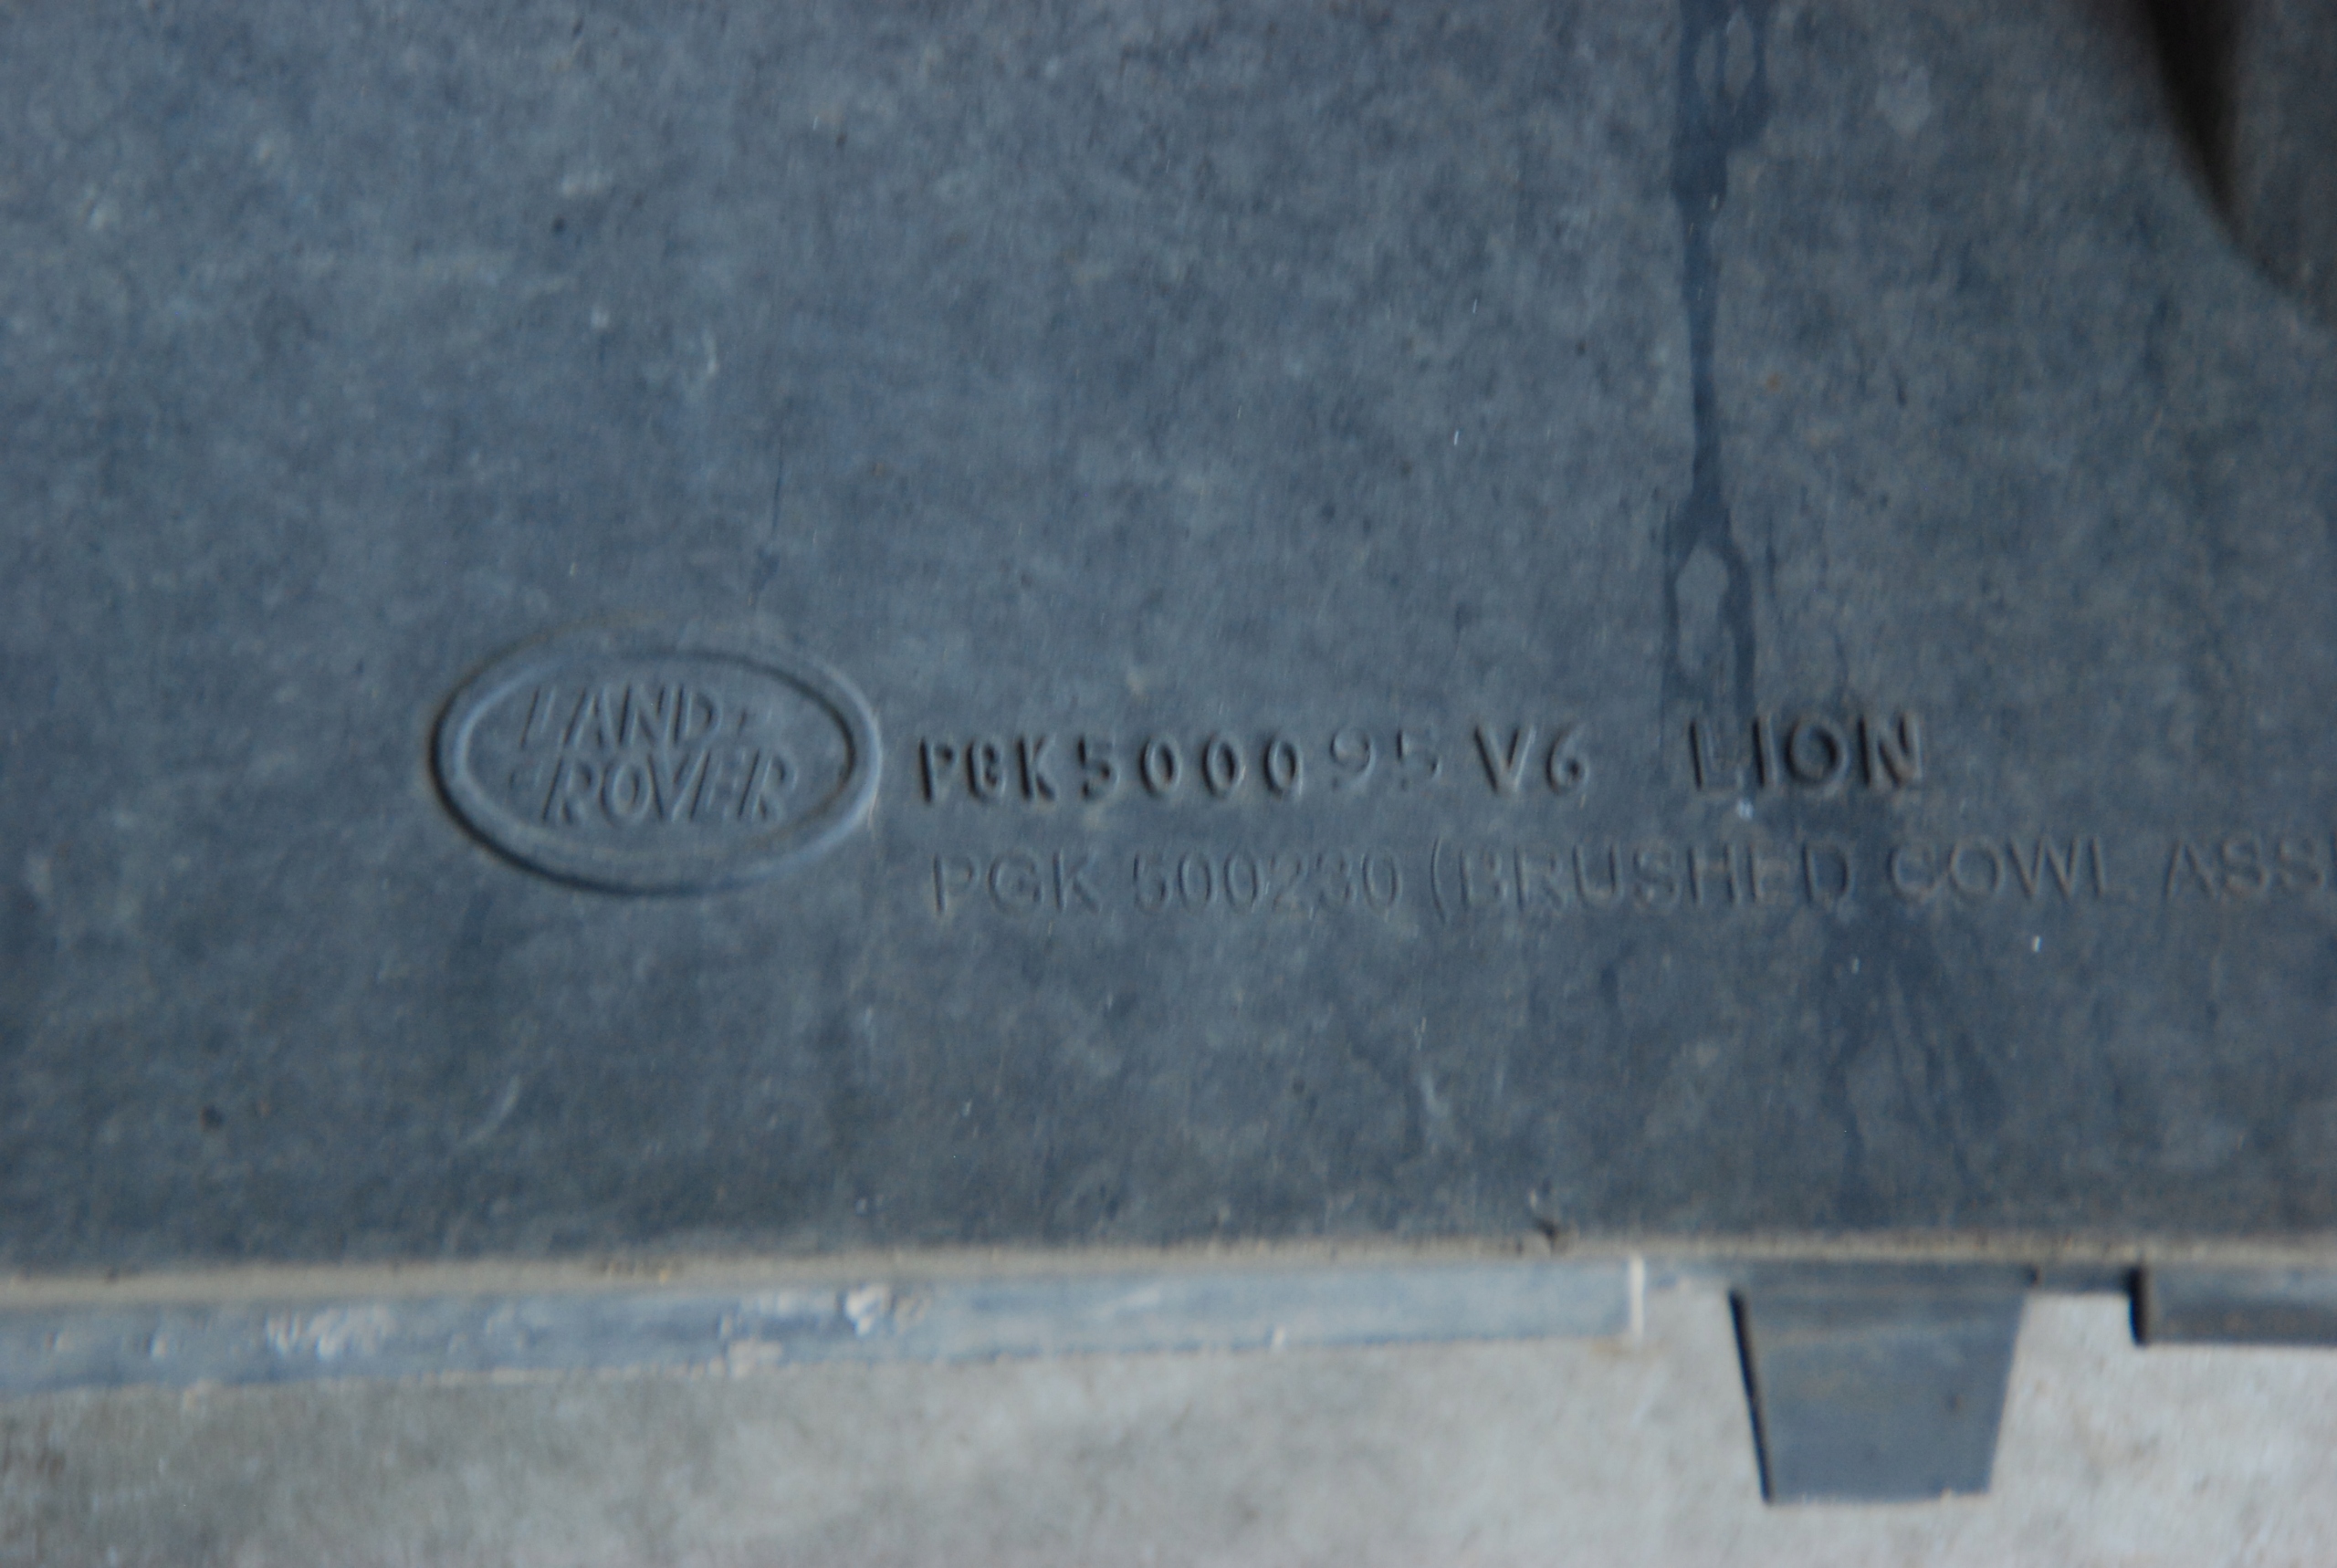 LAND-
-ROVER
PGK500095 V6 LION
PGK 500230 (BRUSHED COWL ASS